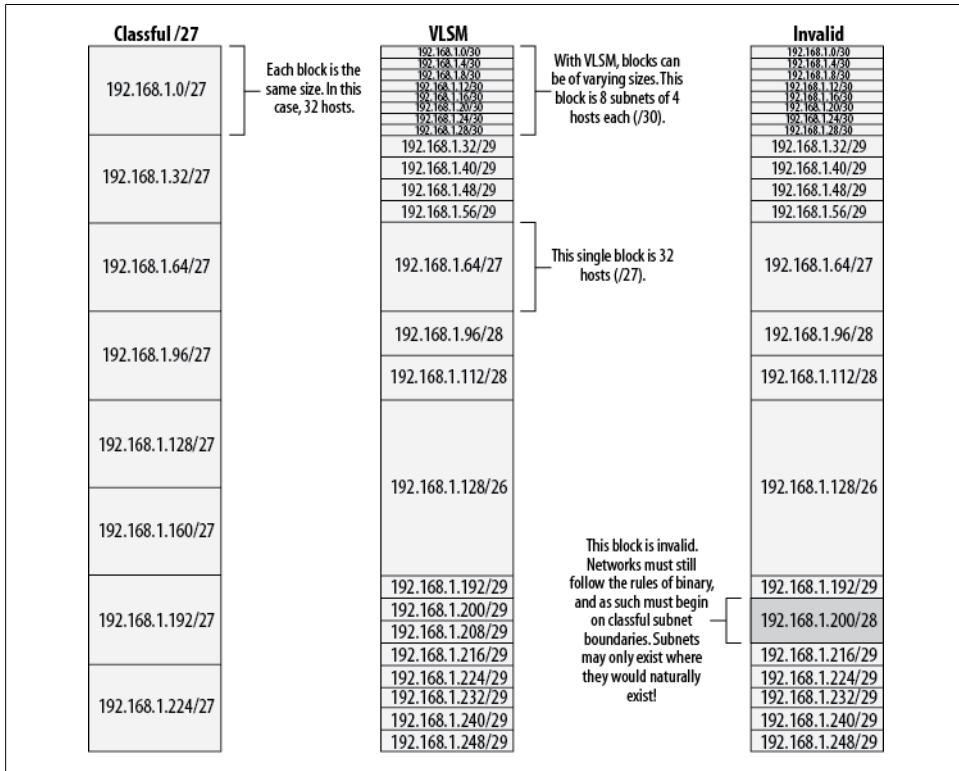 Classful /27
192.168.1.0/27
192.168.1.32/27
192.168.1.64/27
192.168.1.96/27
192.168.1.128/27
192.168.1.160/27
192.168.1.192/27
192.168.1.224/27
Each block is the
same size. In this
case, 32 hosts.
VLSM
192.168.1.0/30
192.168.1.4/30
192.168.1.8/30
192.168.1.12/30
192.168.1.16/30
192.168.1.20/30
192.168.1.24/30
192.168.1.28/30
192.168.1.32/29
192.168.1.40/29
192.168.1.48/29
192.168.1.56/29
192.168.1.64/27
192.168.1.96/28
192.168.1.112/28
192.168.1.128/26
192.168.1.192/29
192.168.1.200/29
192.168.1.208/29
192.168.1.216/29
192.168.1.224/29
192.168.1.232/29
192.168.1.240/29
192.168.1.248/29
With VLSM, blocks can
be of varying sizes. This
block is 8 subnets of 4
hosts each (/30).
This single block is 32
hosts (/27).
Invalid
192.168.1.0/30
192.168.1.4/30
192.168.1.8/30
192.168.1.12/30
192.168.1.16/30
192.168.1.20/30
192.168.1.24/30
192.168.1.28/30
192.168.1.32/29
192.168.1.40/29
192.168.1.48/29
192.168.1.56/29
192.168.1.64/27
192.168.1.96/28
192.168.1.112/28
192.168.1.128/26
192.168.1.192/29
192.168.1.200/28
192.168.1.216/29
192.168.1.224/29
192.168.1.232/29
192.168.1.240/29
192.168.1.248/29
This block is invalid.
Networks must still
follow the rules of binary,
and as such must begin
on classful subnet
boundaries. Subnets
may only exist where
they would naturally
exist!